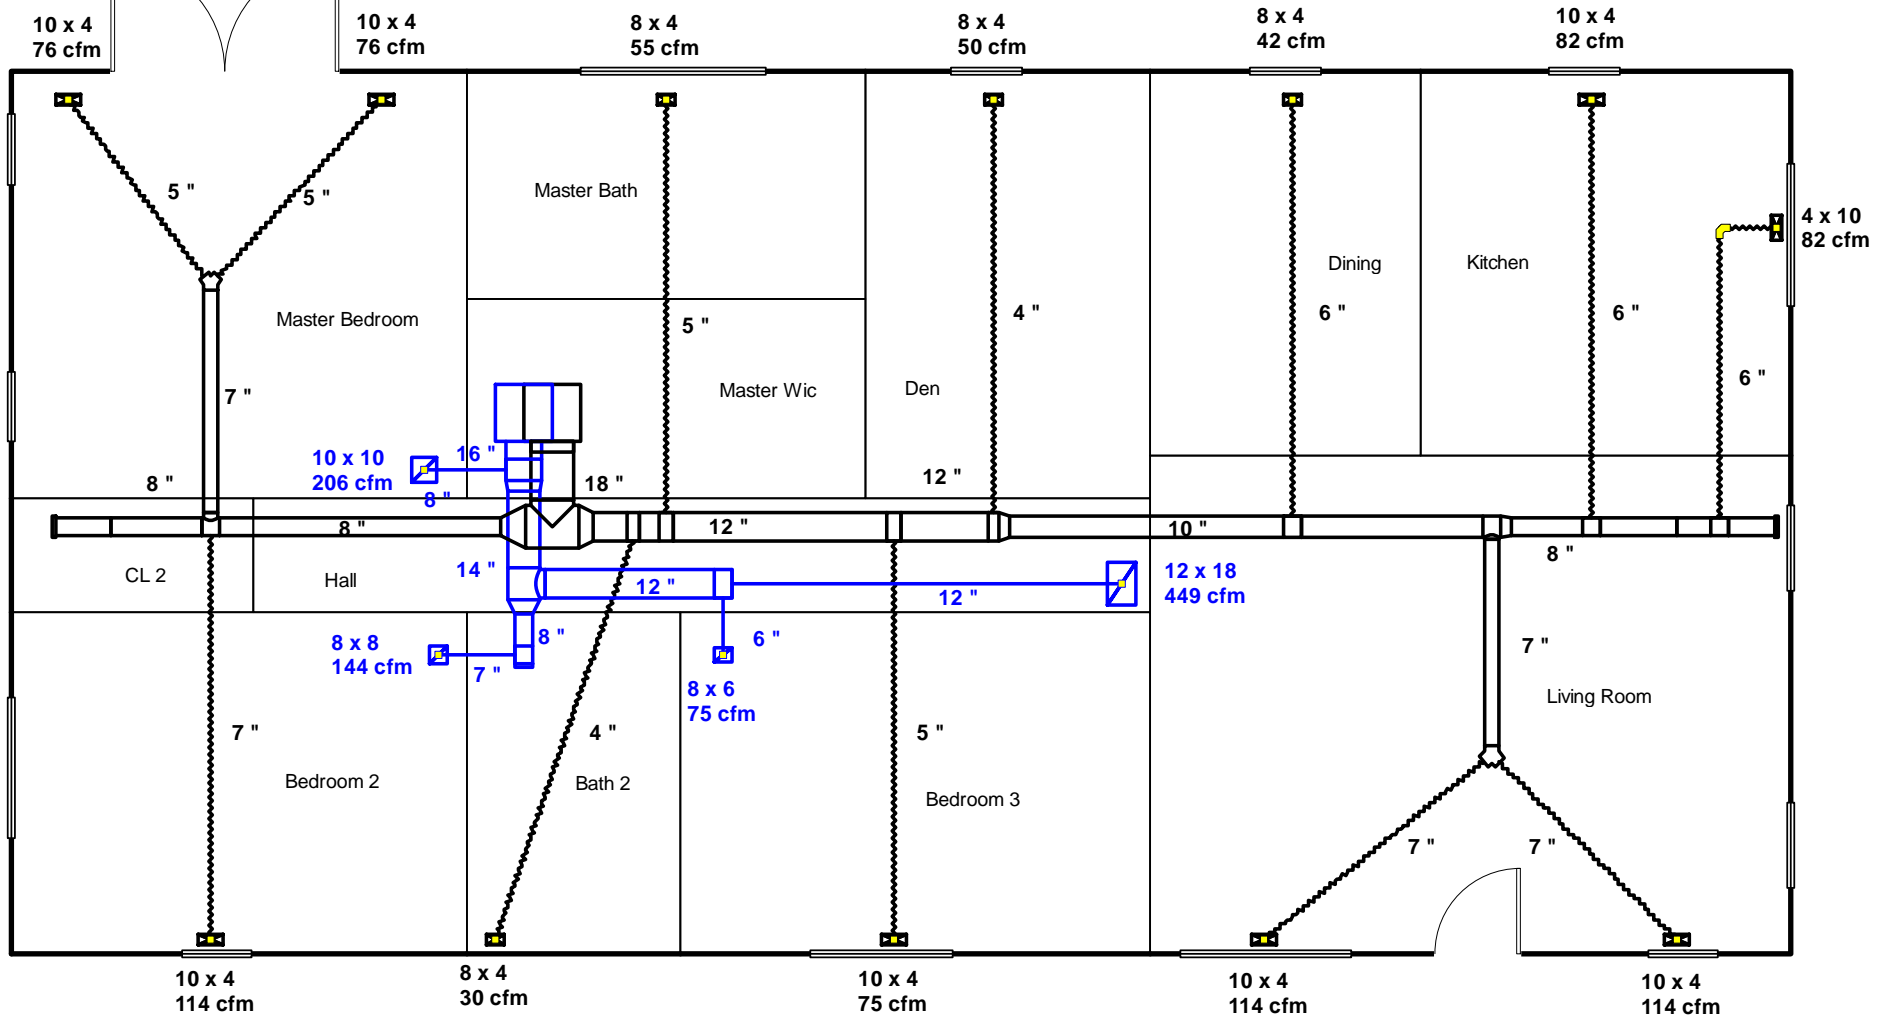 10 x 4
76 cfm
10 x 4
76 cfm
8 x 4
55 cfm
8 x 4
50 cfm
8 x 4
42 cfm
10 x 4
82 cfm
5 "
5 "
Master Bath
4 x 10
82 cfm
Dining
Kitchen
Master Bedroom
5 "
4 "
6 "
6 "
6 "
7 "
Master Wic
Den
10 x 10
206 cfm
16 "
8 "
8 "
18 "
12 "
8 "
12 "
10 "
8 "
CL 2
Hall
14 "
12 "
12 "
12 x 18
449 cfm
8 x 8
144 cfm
8 "
7 "
6 "
8 x 6
75 cfm
7 "
Living Room
7 "
4 "
5 "
Bedroom 2
Bath 2
Bedroom 3
7 "
7 "
10 x 4
114 cfm
8 x 4
30 cfm
10 x 4
75 cfm
10 x 4
114 cfm
10 x 4
114 cfm